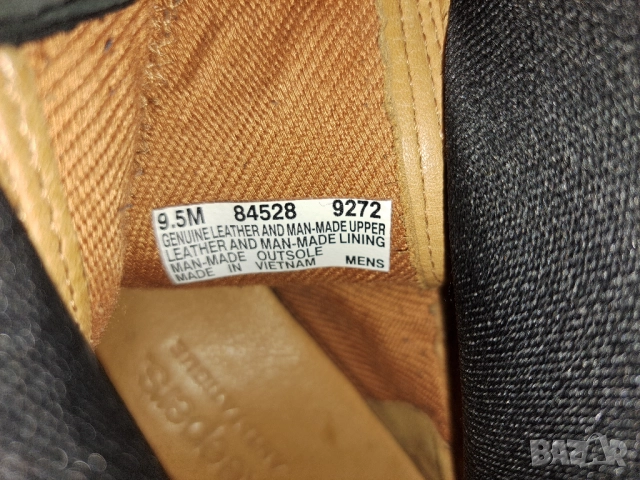 9.5M 84528 9272
GENUINE LEATHER AND MAN-MADE UPPER
LEATHER AND MAN-MADE LINING
MAN-MADE OUTSOLE
MADE IN VIETNAM MENS
BAZAR